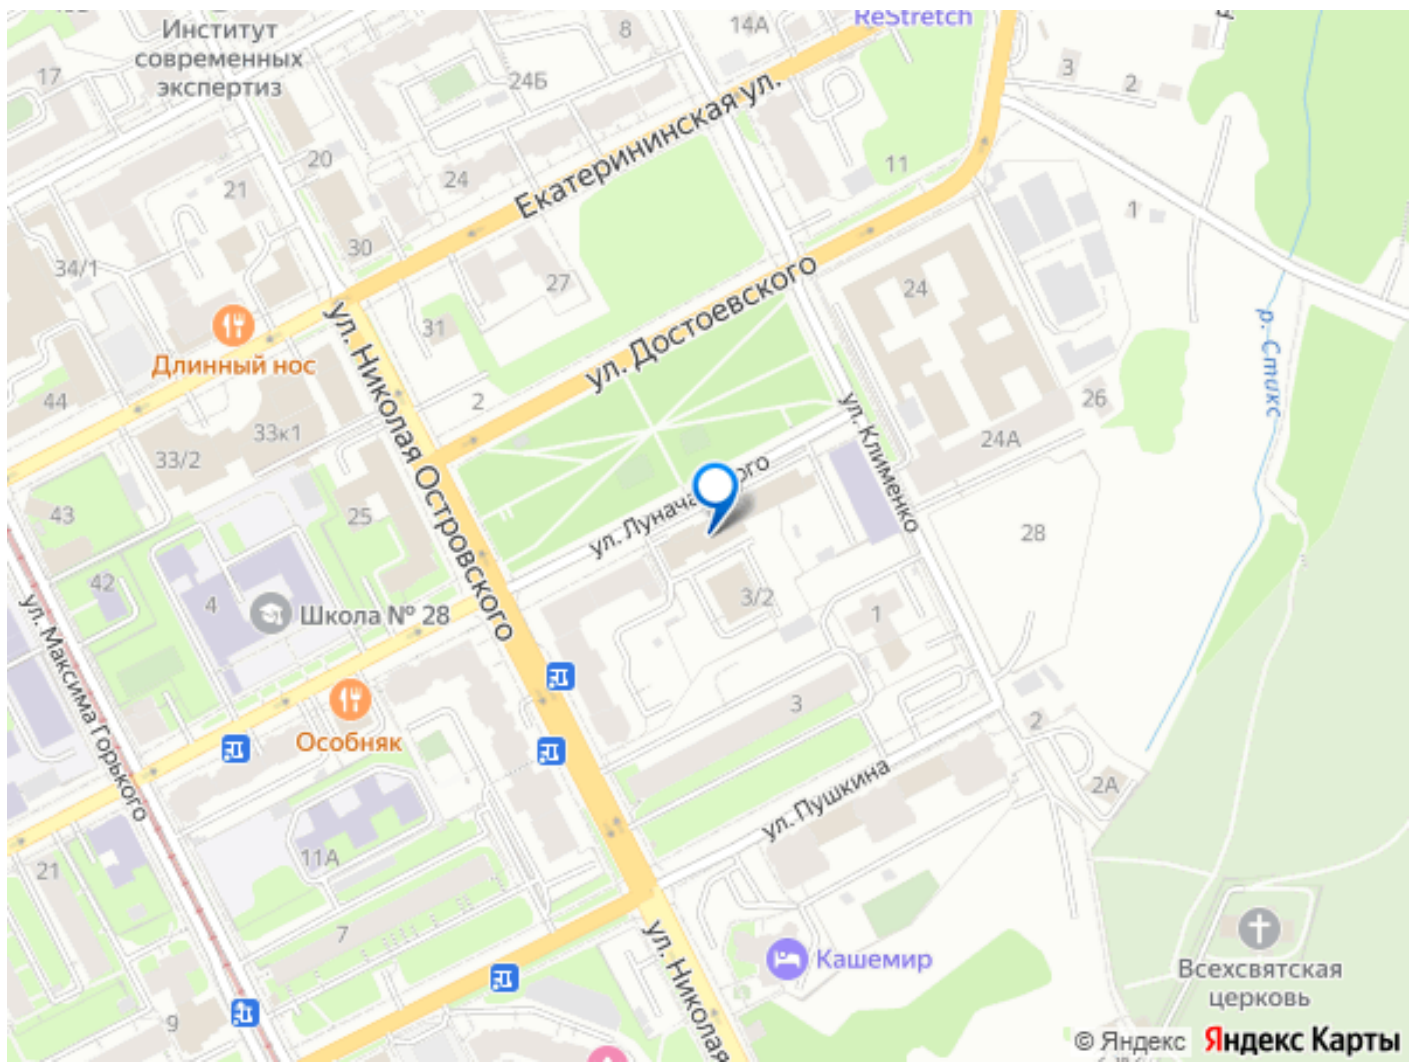 ReStretch
14А
8
Институт
современных
экспертиз
17
24Б
3
2
Екатерининская ул.
20
11
24
21
1
30
34/1
27
24
ул. Достоевского
31
р. Стикс
Длинный нос
ул. Николая Островского
44
2
26
33к1
24А
33/2
ул. Клименко
43
25
28
42
4
3/2
1
Школа № 28
ул. Максима Горького
3
2
Особняк
2А
ул. Пушкина
11А
21
7
ул. Николая
Кашемир
Всехсвятская
церковь
9
© Яндекс
Яндекс Карты